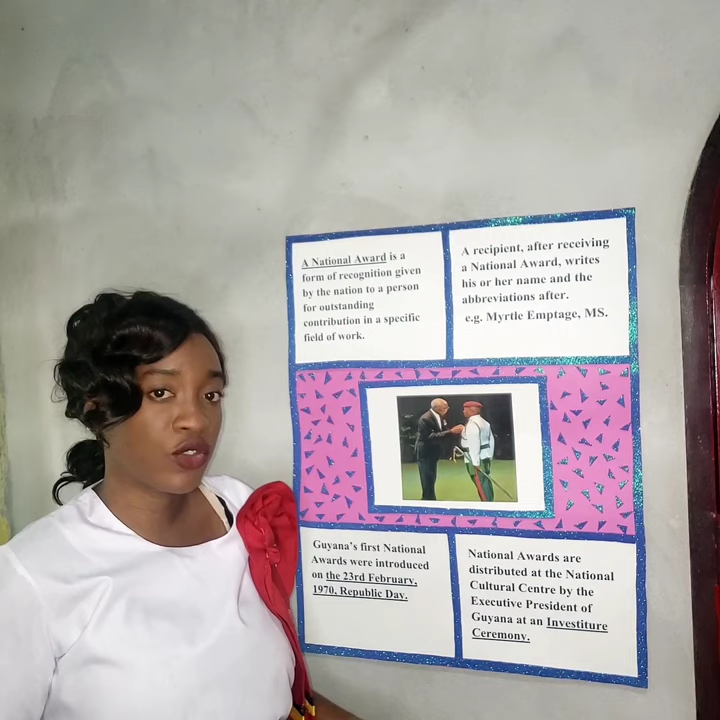 A National Award is a
form of recognition given
by the nation to a person
for outstanding
contribution in a specific
field of work.
A recipient, after receiving
a National Award, writes
his or her name and the
abbreviations after.
e.g. Myrtle Emptage, MS.
Guyana's first National
Awards were introduced
on the 23rd February,
1970, Republic Day.
National Awards are
distributed at the National
Cultural Centre by the
Executive President of
Guyana at an Investiture
Ceremony.